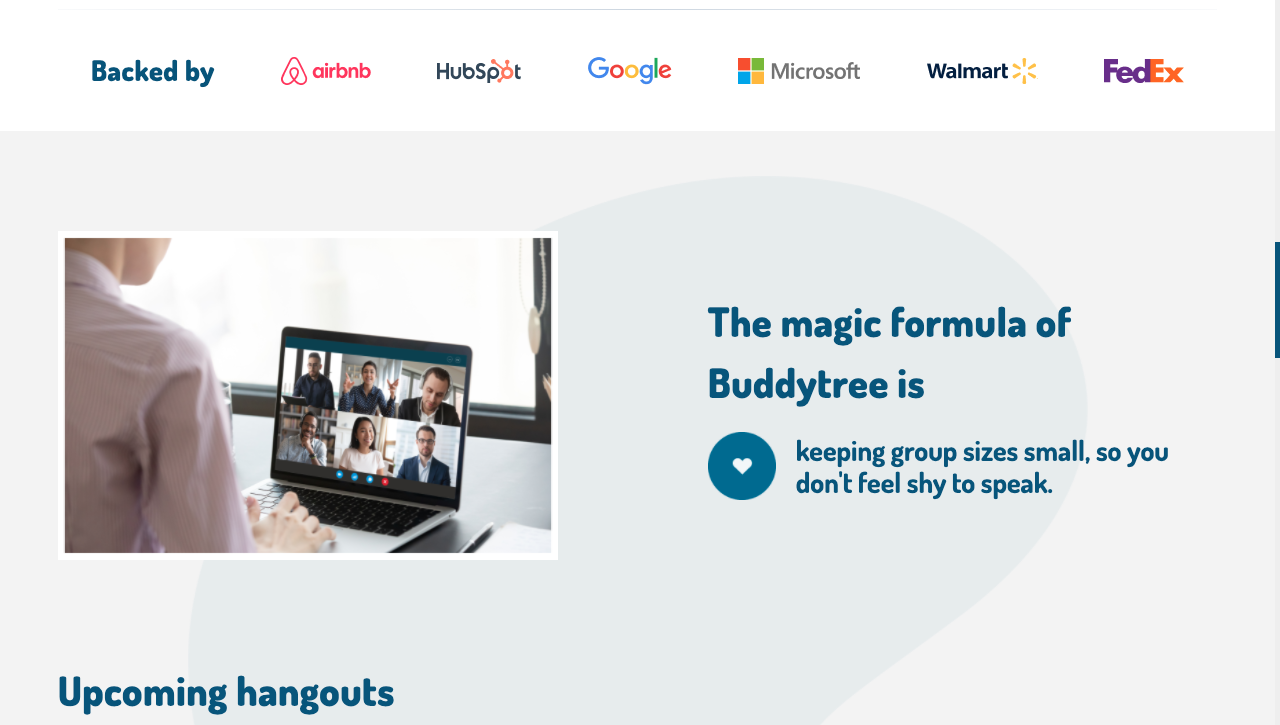 Backed by
airbnb
HubSpot
Google
Microsoft
Walmart
FedEx
The magic formula of
Buddytree is
keeping group sizes small, so you
don't feel shy to speak.
Upcoming hangouts